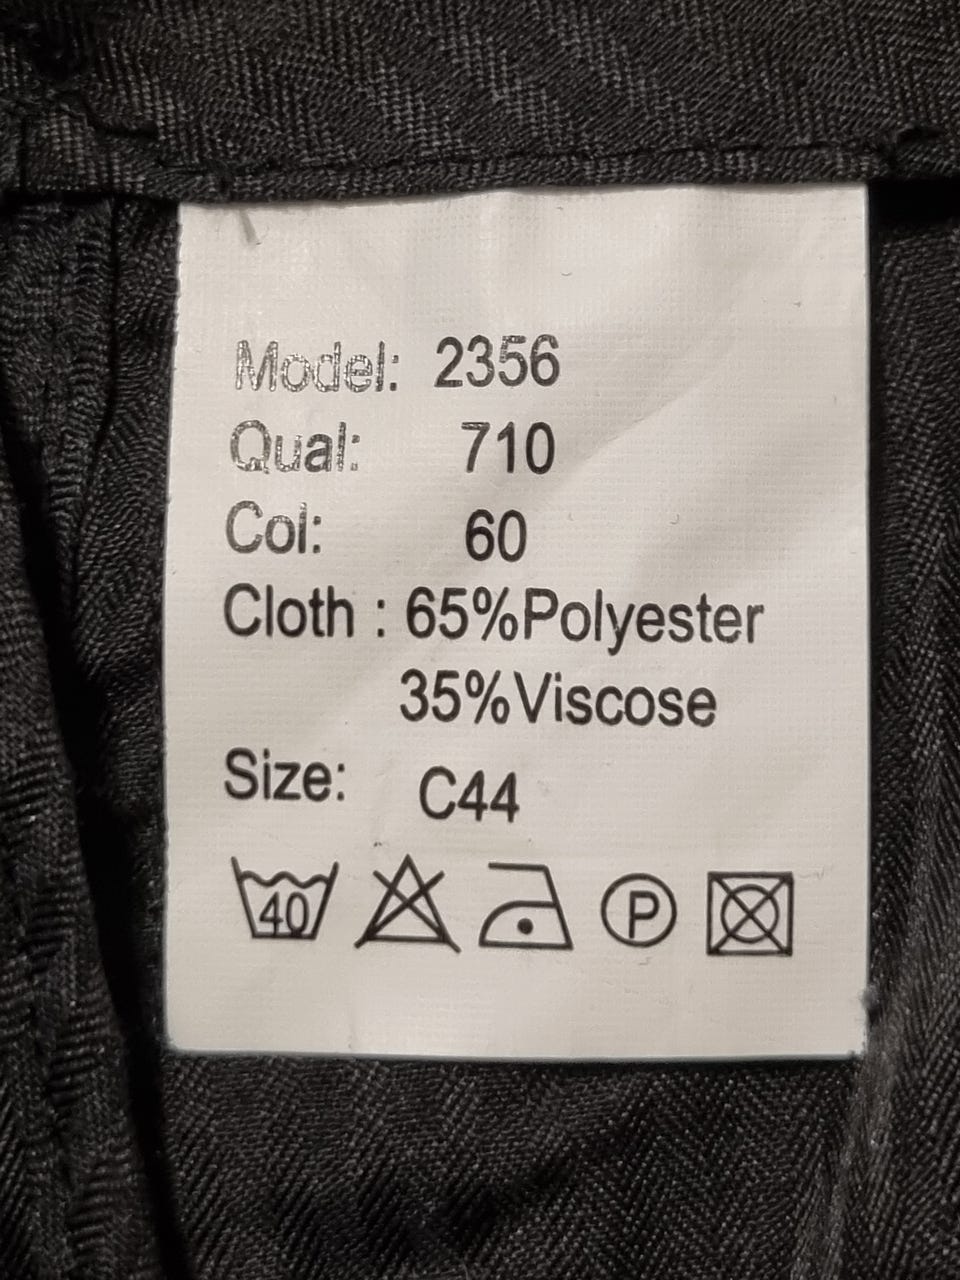 Model: 2356
Qual: 710
Col: 60
Cloth : 65%Polyester
35%Viscose
Size: C44
40 P